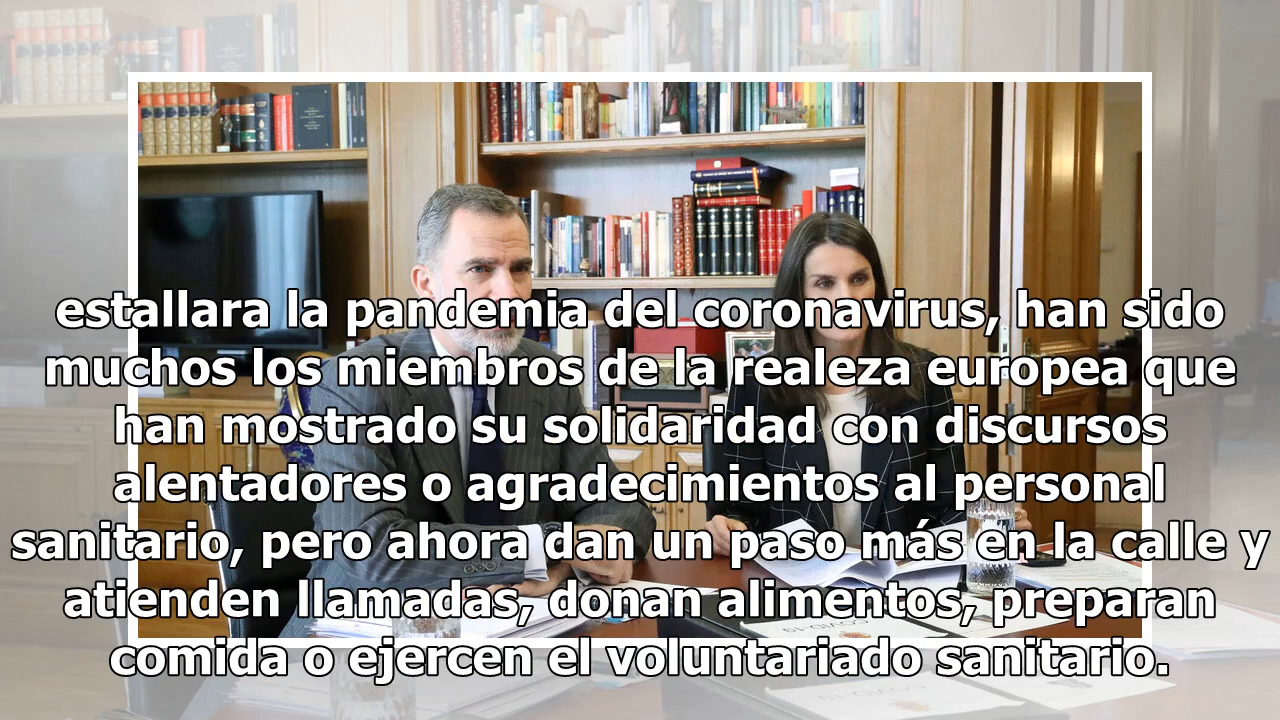 estallara la pandemia del coronavirus, han sido
muchos los miembros de la realeza europea que
han mostrado su solidaridad con discursos
alentadores o agradecimientos al personal
sanitario, pero ahora dan un paso más en la calle y
atienden llamadas, donan alimentos, preparan
comida o ejercen el voluntariado sanitario.
COVID-19